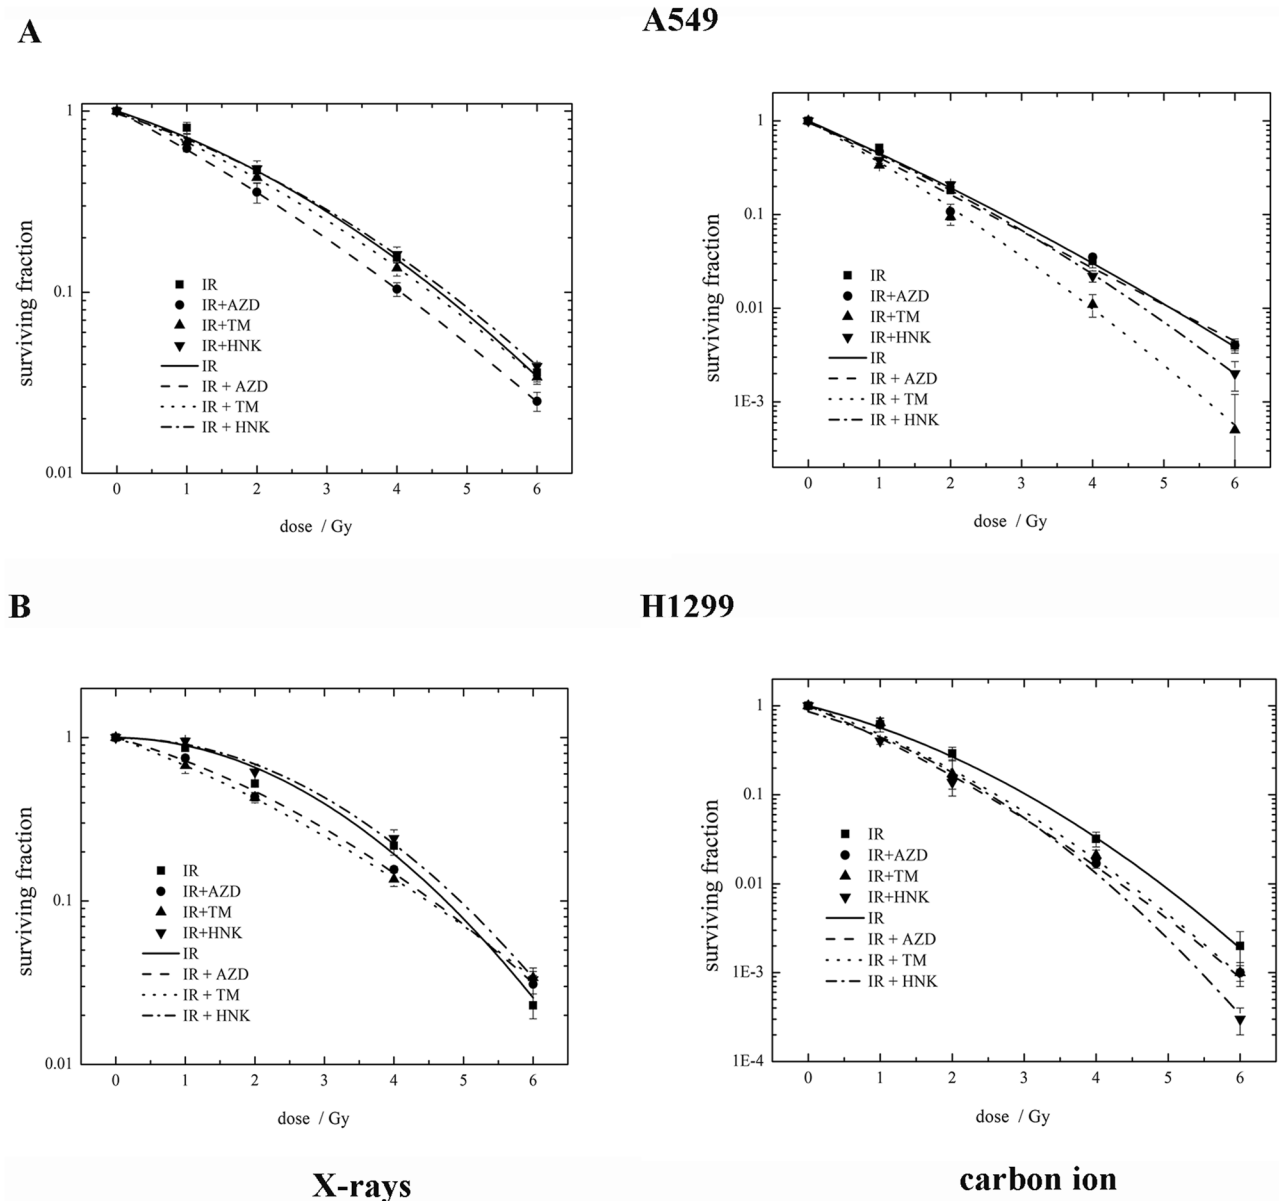 A
A549
1
0.1
0.01
surviving fraction
IR
IR+AZD
IR+TM
IR+HNK
IR
IR + AZD
IR + TM
IR + HNK
0 1 2 3 4 5 6
dose / Gy
1
0.1
0.01
1E-3
surviving fraction
IR
IR+AZD
IR+TM
IR+HNK
IR
IR + AZD
IR + TM
IR + HNK
0 1 2 3 4 5 6
dose / Gy
B
H1299
1
0.1
0.01
surviving fraction
IR
IR+AZD
IR+TM
IR+HNK
IR
IR + AZD
IR + TM
IR + HNK
0 1 2 3 4 5 6
dose / Gy
1
0.1
0.01
1E-3
1E-4
surviving fraction
IR
IR+AZD
IR+TM
IR+HNK
IR
IR + AZD
IR + TM
IR + HNK
0 1 2 3 4 5 6
dose / Gy
X-rays
carbon ion